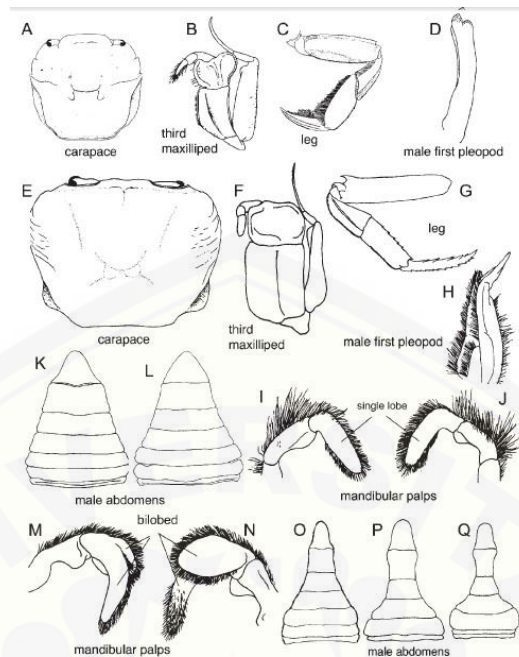 A
B
C
D
carapace
third
maxilliped
leg
male first pleopod
E
F
G
carapace
third
maxilliped
leg
male first pleopod
H
K
L
I
J
single lobe
male abdomens
mandibular palps
M
bilobed
N
O
P
Q
mandibular palps
male abdomens